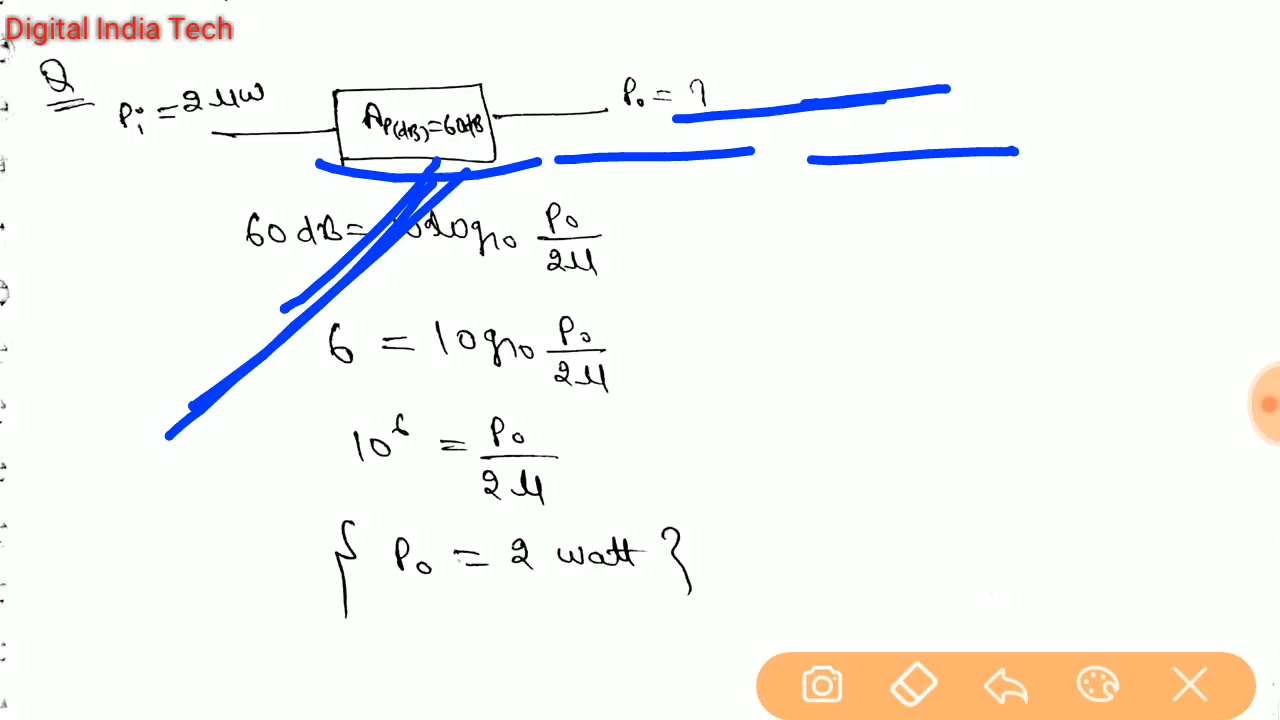 Digital India Tech
Q
Pi = 2 μw
AP(dB)=60dB
Po = ?
60 dB = 10 log10 Po/2μ
6 = log10 Po/2μ
10^6 = Po/2μ
{ Po = 2 watt }